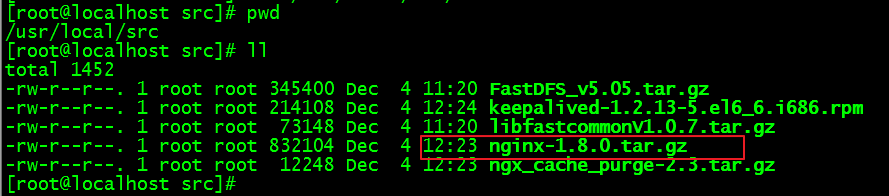 [root@localhost src]# pwd
/usr/local/src
[root@localhost src]# ll
total 1452
-rw-r--r--. 1 root root 345400 Dec  4 11:20 FastDFS_v5.05.tar.gz
-rw-r--r--. 1 root root 214108 Dec  4 12:24 keepalived-1.2.13-5.el6_6.i686.rpm
-rw-r--r--. 1 root root  73148 Dec  4 11:20 libfastcommonV1.0.7.tar.gz
-rw-r--r--. 1 root root 832104 Dec  4 12:23 nginx-1.8.0.tar.gz
-rw-r--r--. 1 root root  12248 Dec  4 12:23 ngx_cache_purge-2.3.tar.gz
[root@localhost src]#